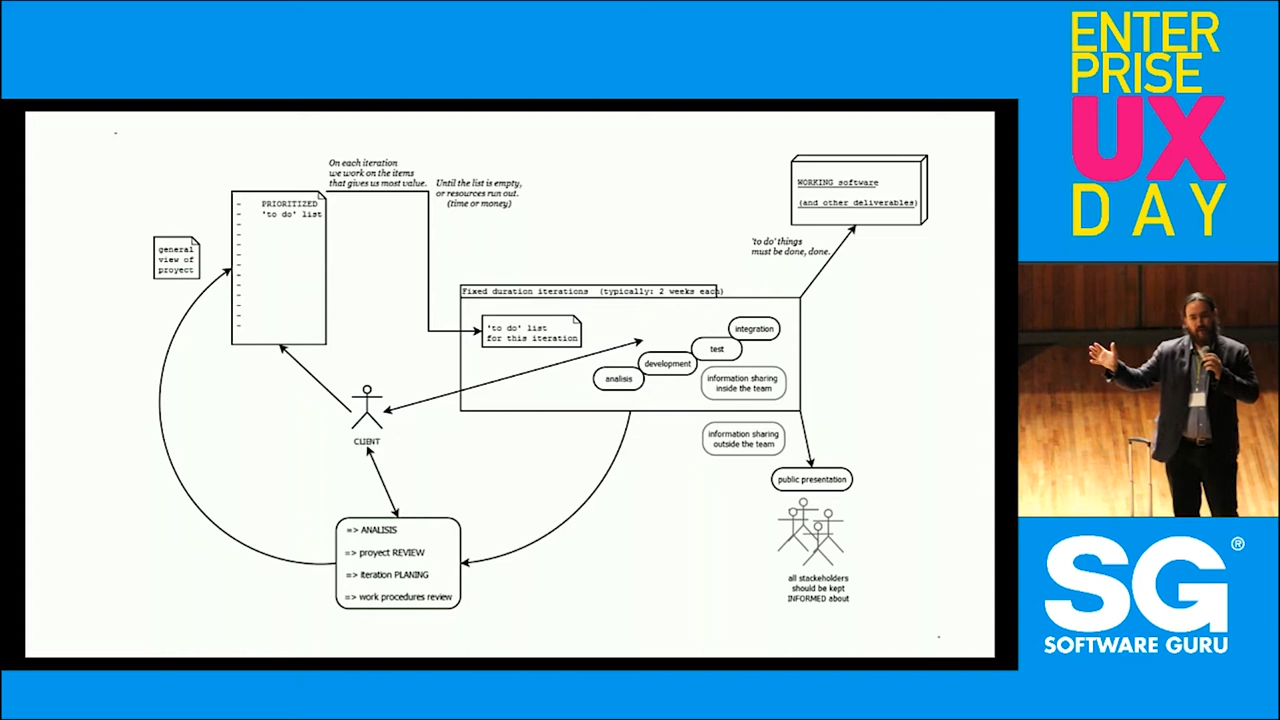 ENTER
PRISE
UX
DAY
On each iteration
we work on the items
that gives us most value.
Until the list is empty,
or resources run out.
(time or money)
PRIORITIZED
'to do' list
general
view of
proyect
WORKING software
(and other deliverables)
'to do' things
must be done, done.
Fixed duration iterations (typically: 2 weeks each)
'to do' list
for this iteration
integration
test
development
analisis
information sharing
inside the team
CLIENT
information sharing
outside the team
public presentation
=> ANALISIS
=> proyect REVIEW
=> iteration PLANING
=> work procedures review
all stackeholders
should be kept
INFORMED about
SG®
SOFTWARE GURU